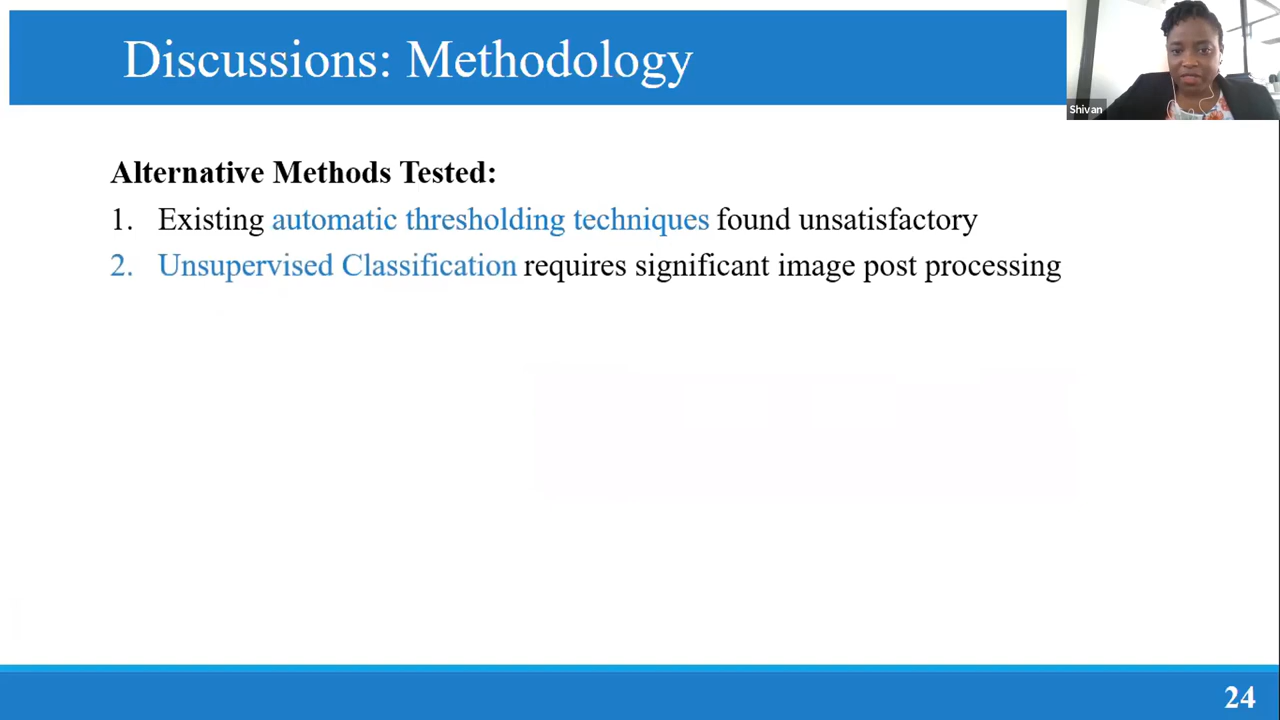 Discussions: Methodology
Shivan
Alternative Methods Tested:
1. Existing automatic thresholding techniques found unsatisfactory
2. Unsupervised Classification requires significant image post processing
24